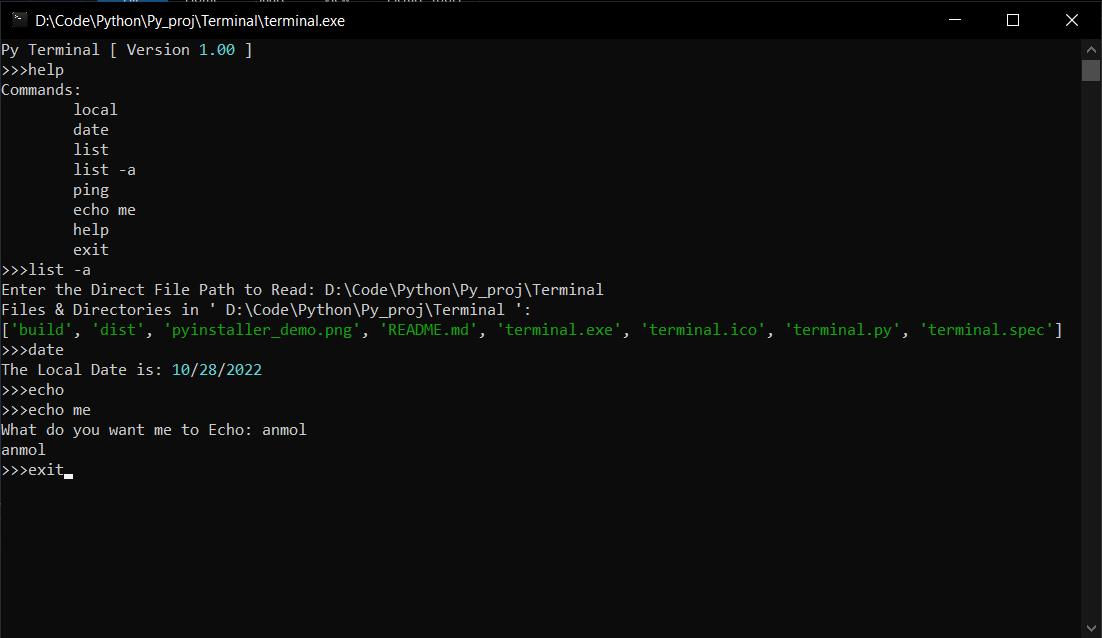 D:\Code\Python\Py_proj\Terminal\terminal.exe
Py Terminal [ Version 1.00 ]
>>>help
Commands:
        local
        date
        list
        list -a
        ping
        echo me
        help
        exit
>>>list -a
Enter the Direct File Path to Read: D:\Code\Python\Py_proj\Terminal
Files & Directories in ' D:\Code\Python\Py_proj\Terminal ':
['build', 'dist', 'pyinstaller_demo.png', 'README.md', 'terminal.exe', 'terminal.ico', 'terminal.py', 'terminal.spec']
>>>date
The Local Date is: 10/28/2022
>>>echo
>>>echo me
What do you want me to Echo: anmol
anmol
>>>exit